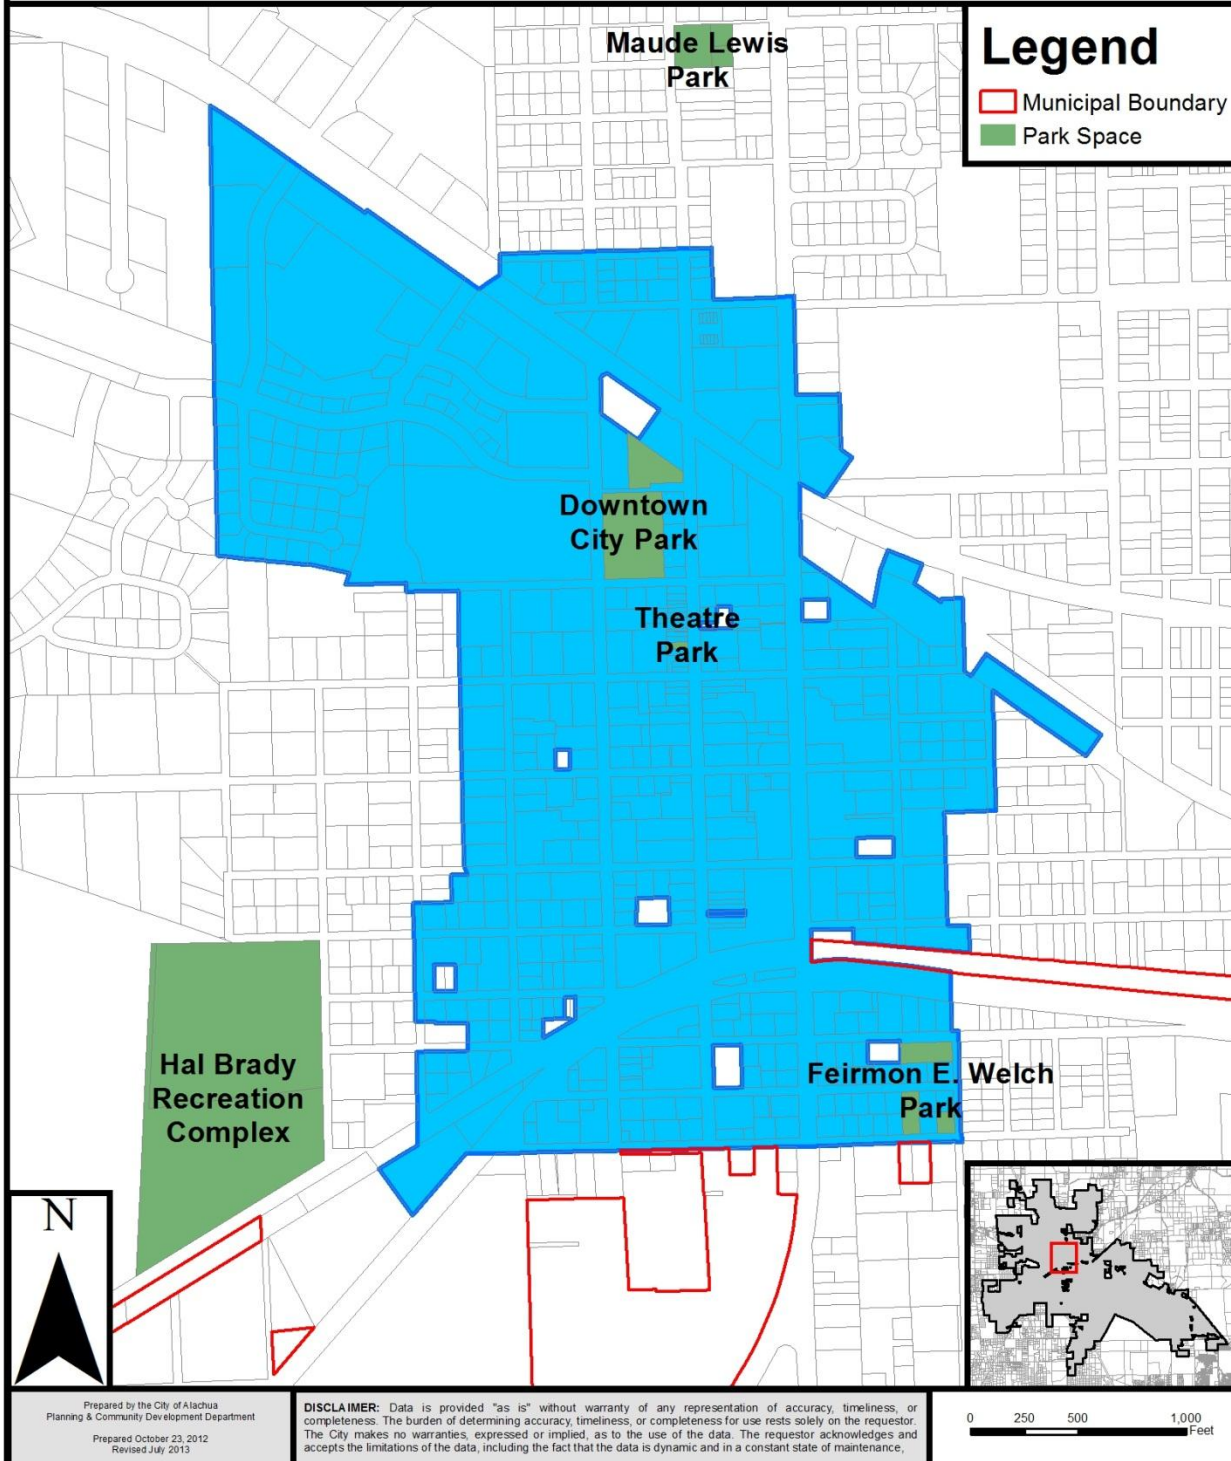 Maude Lewis
Park
Legend
Municipal Boundary
Park Space
Downtown
City Park
Theatre
Park
Hal Brady
Recreation
Complex
Feirmon E. Welch
Park
N
Prepared by the City of Alachua
Planning & Community Development Department
Prepared October 23, 2012
Revised July 2013
DISCLAIMER: Data is provided "as is" without warranty of any representation of accuracy, timeliness, or
completeness. The burden of determining accuracy, timeliness, or completeness for use rests solely on the requestor.
The City makes no warranties, expressed or implied, as to the use of the data. The requestor acknowledges and
accepts the limitations of the data, including the fact that the data is dynamic and in a constant state of maintenance,
0 250 500 1,000
Feet